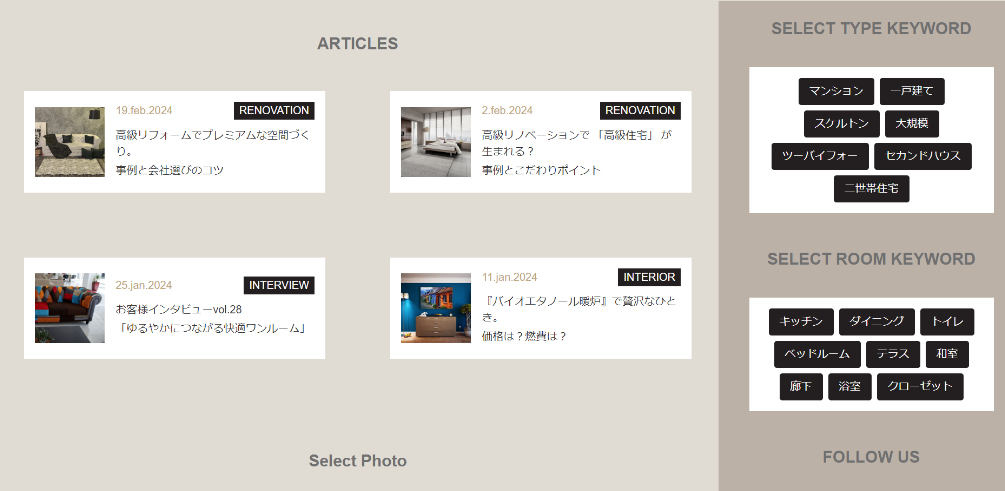 ARTICLES
19.feb.2024
RENOVATION
高級リフォームでプレミアムな空間づく
り。
事例と会社選びのコツ
2.feb.2024
RENOVATION
高級リノベーションで「高級住宅」が
生まれる？
事例とこだわりポイント
25.jan.2024
INTERVIEW
お客様インタビューvol.28
「ゆるやかにつながる快適ワンルーム」
11.jan.2024
INTERIOR
『バイオエタノール暖炉』で贅沢なひと
き。
価格は？燃費は？
Select Photo
SELECT TYPE KEYWORD
マンション 一戸建て
スケルトン 大規模
ツーバイフォー セカンドハウス
二世帯住宅
SELECT ROOM KEYWORD
キッチン ダイニング トイレ
ベッドルーム テラス 和室
廊下 浴室 クローゼット
FOLLOW US